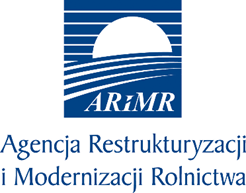 ARiMR
Agencja Restrukturyzacji
i Modernizacji Rolnictwa